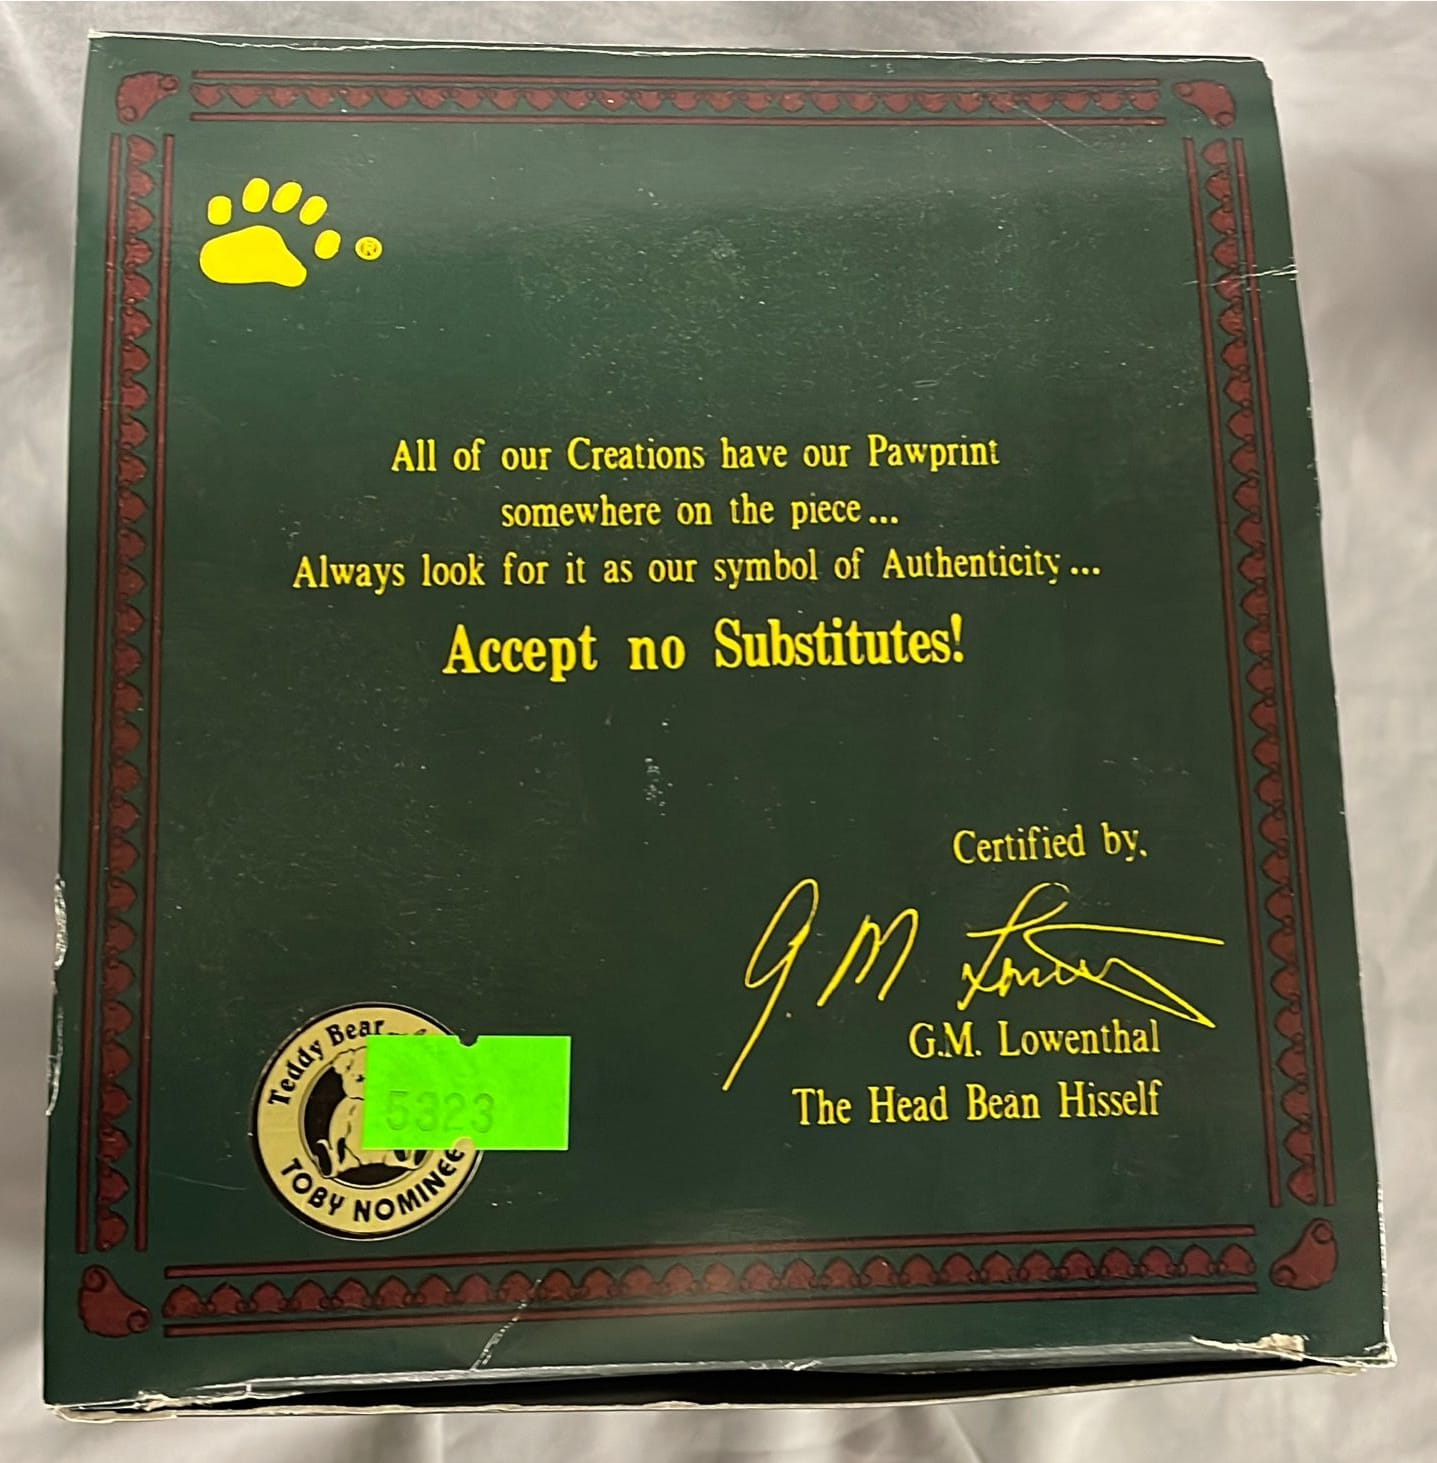 ®
All of our Creations have our Pawprint
somewhere on the piece...
Always look for it as our symbol of Authenticity...
Accept no Substitutes!
Certified by,
G.M. Lowenthal
G.M. Lowenthal
The Head Bean Hisself
Teddy Bear
5323
TOBY NOMINEE